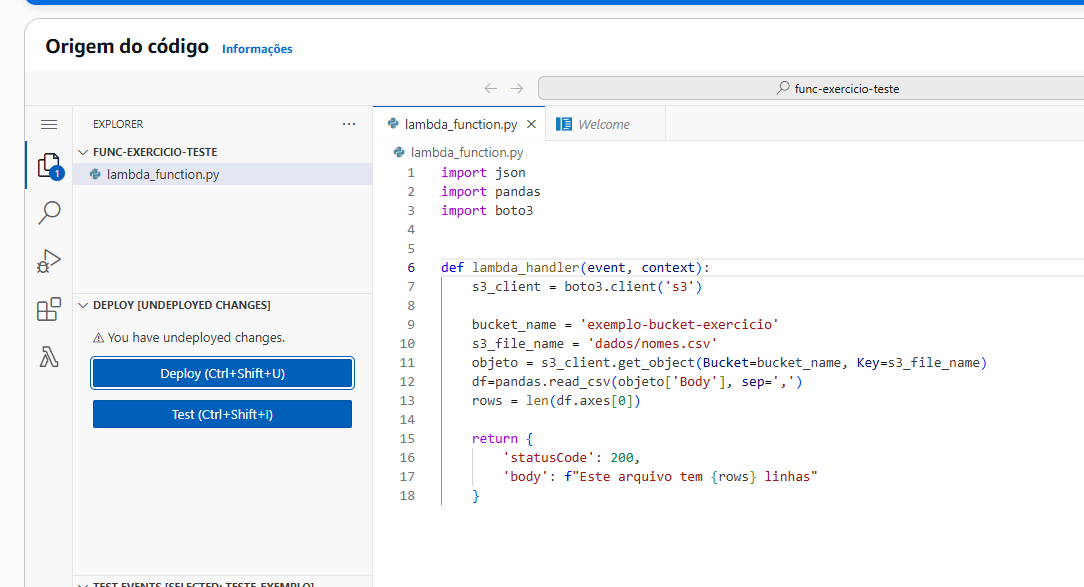 Origem do código Informações
func-exercicio-teste
EXPLORER
FUNC-EXERCICIO-TESTE
lambda_function.py
1
DEPLOY [UNDEPLOYED CHANGES]
You have undeployed changes.
Deploy (Ctrl+Shift+U)
Test (Ctrl+Shift+I)
TEST EVENTS [SELECTED: TESTE-EXEMPLO]
lambda_function.py Welcome
lambda_function.py
1 import json
2 import pandas
3 import boto3
4
5
6 def lambda_handler(event, context):
7 s3_client = boto3.client('s3')
8
9 bucket_name = 'exemplo-bucket-exercicio'
10 s3_file_name = 'dados/nomes.csv'
11 objeto = s3_client.get_object(Bucket=bucket_name, Key=s3_file_name)
12 df=pandas.read_csv(objeto['Body'], sep=',')
13 rows = len(df.axes[0])
14
15 return {
16 'statusCode': 200,
17 'body': f"Este arquivo tem {rows} linhas"
18 }